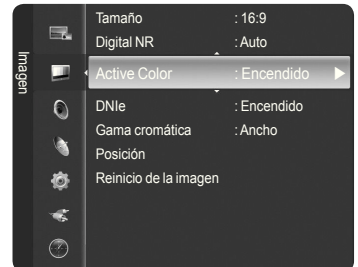 Imagen
Tamaño : 16:9
Digital NR : Auto
Active Color : Encendido
DNIe : Encendido
Gama cromática : Ancho
Posición
Reinicio de la imagen